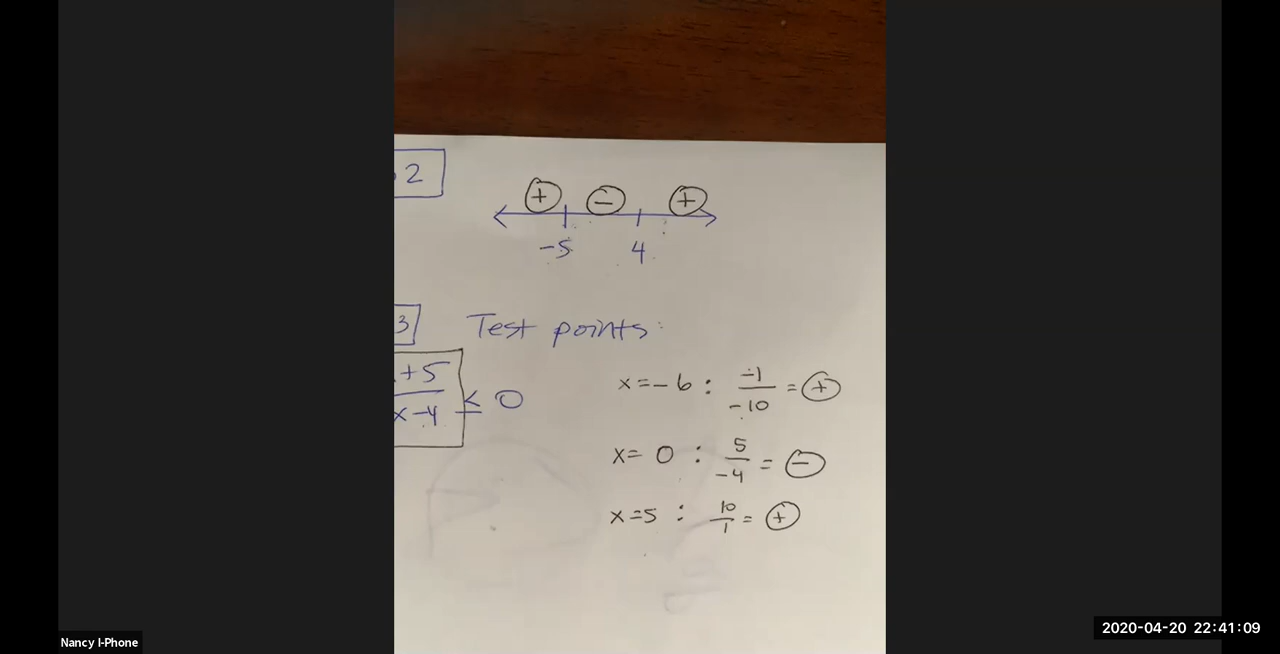 2
+ − +
-5 4
3 Test points:
+5
x-4 ≤ 0
x=-6 : -1/-10 = +
x= 0 : 5/-4 = −
x=5 : 10/1 = +
Nancy I-Phone
2020-04-20 22:41:09